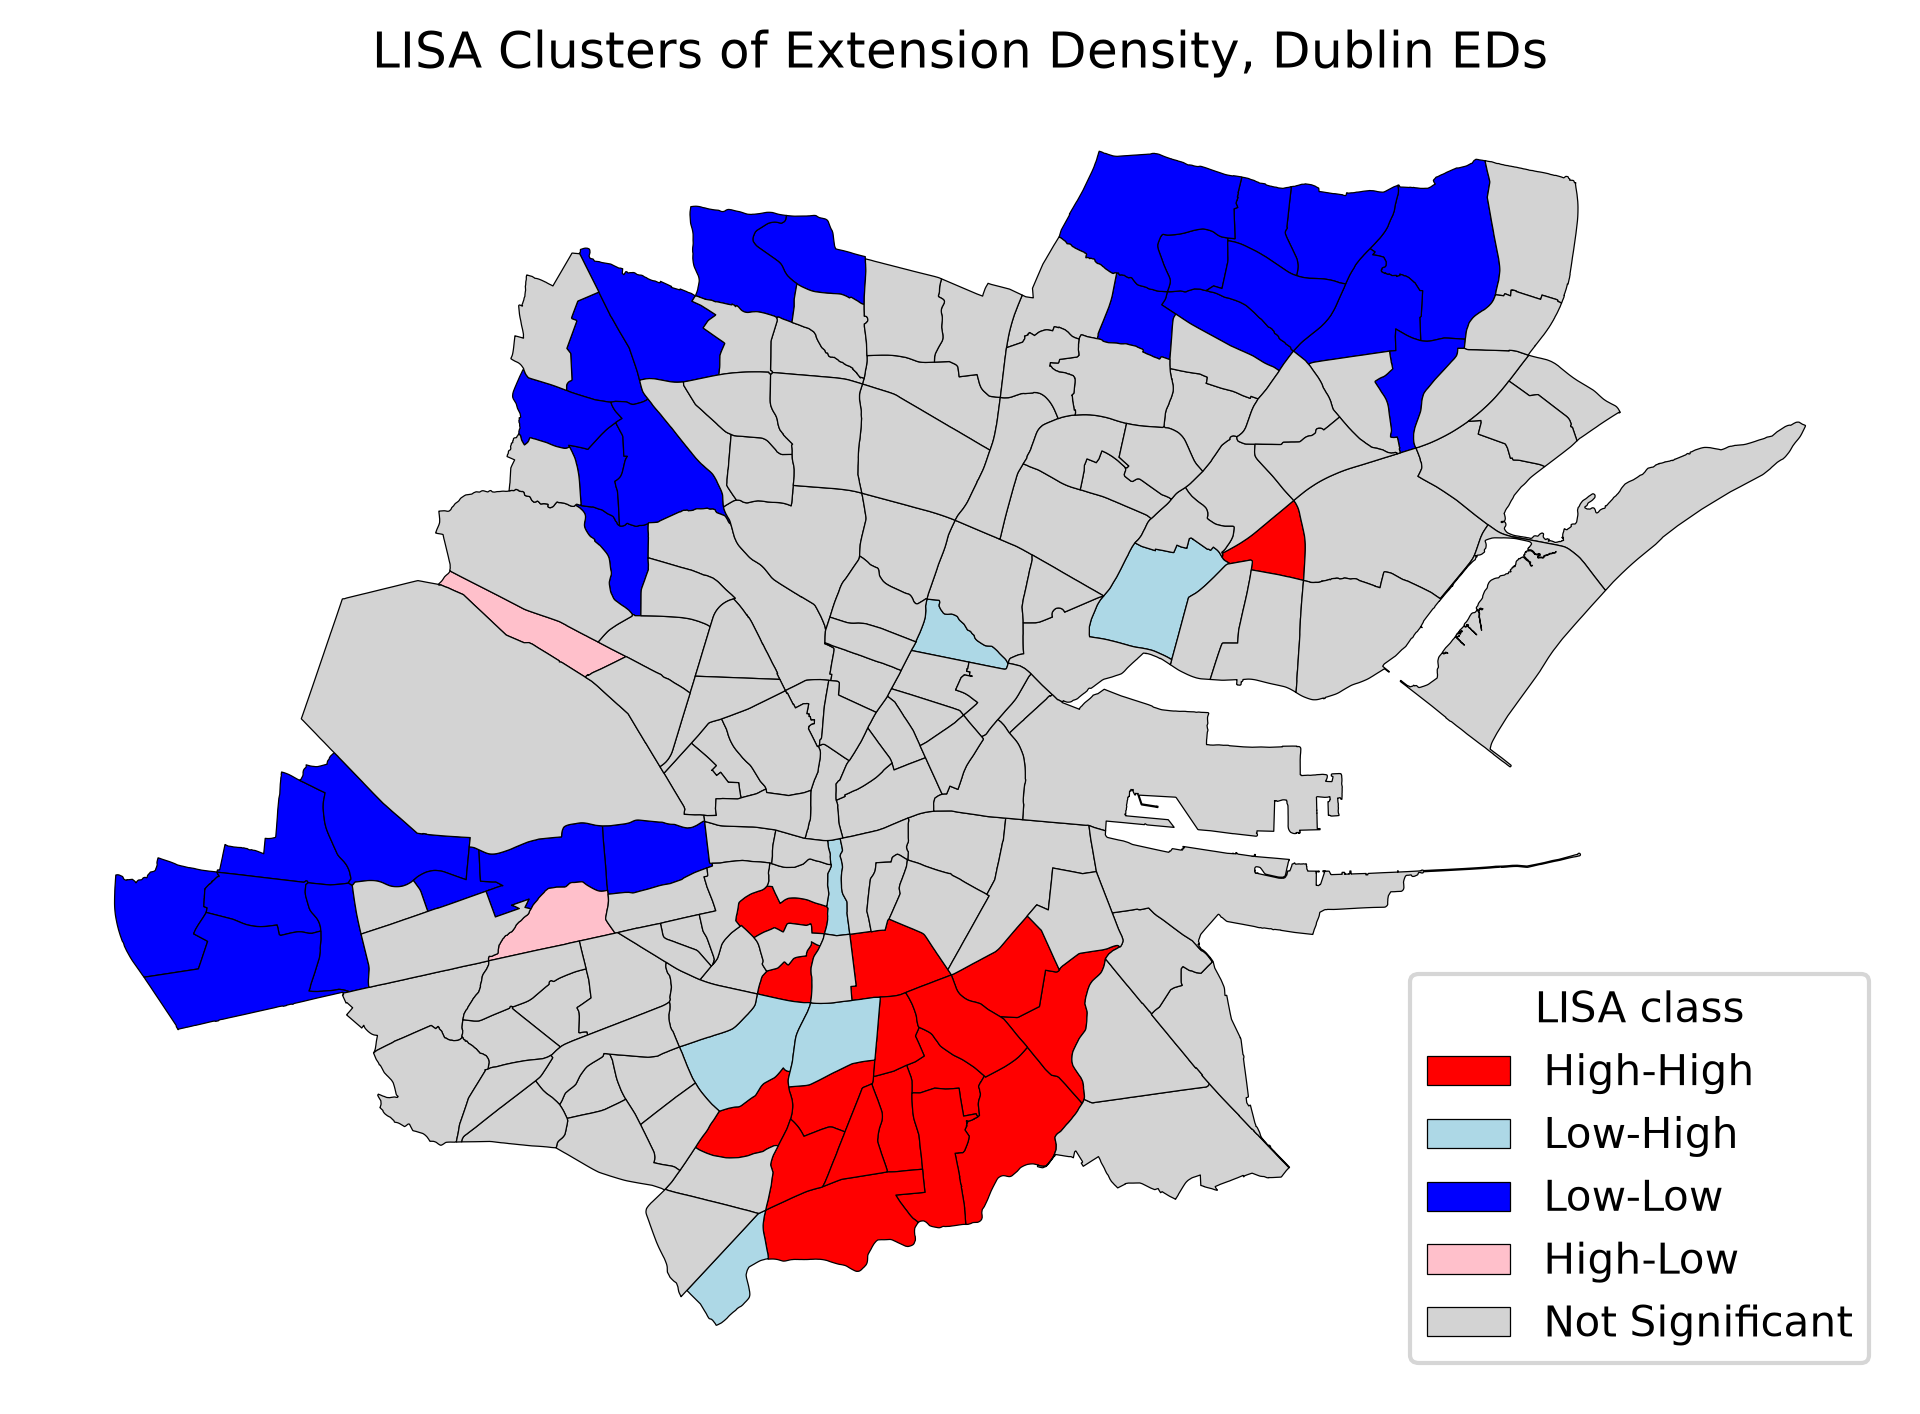 LISA Clusters of Extension Density, Dublin EDs
LISA class
High-High
Low-High
Low-Low
High-Low
Not Significant